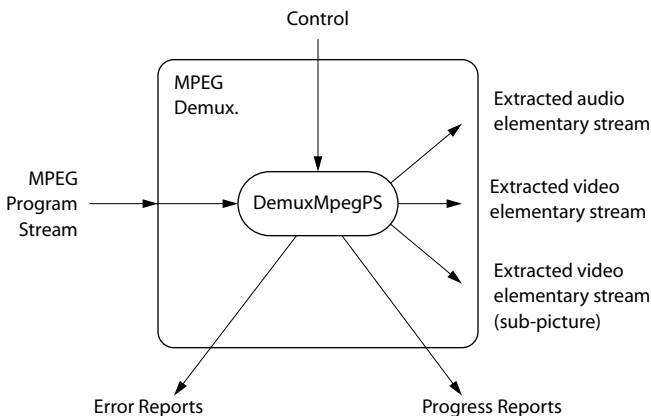 Control
MPEG
Demux.
Extracted audio
elementary stream
MPEG
Program
Stream
DemuxMpegPS
Extracted video
elementary stream
Extracted video
elementary stream
(sub-picture)
Error Reports
Progress Reports